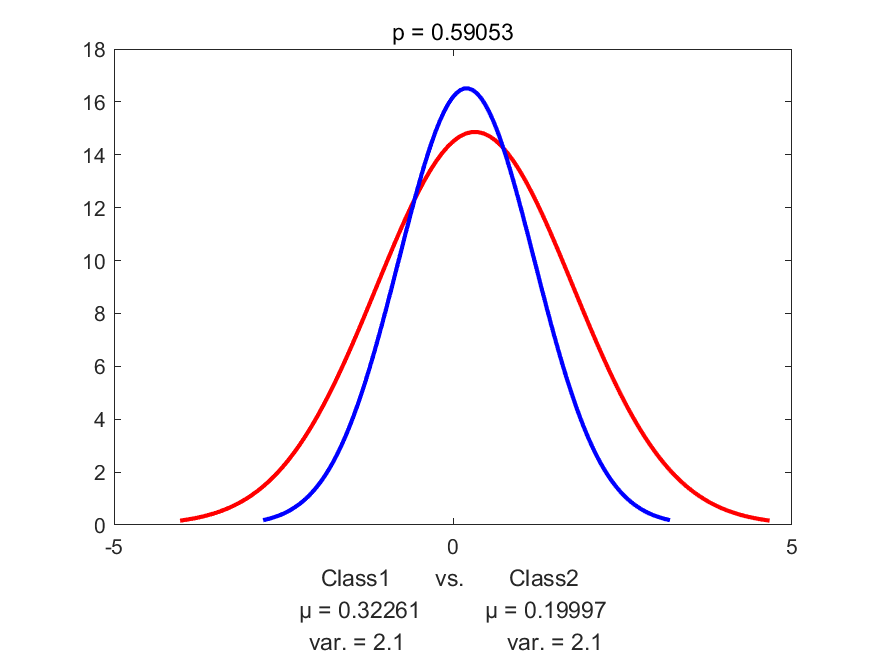 p = 0.59053
18
16
14
12
10
8
6
4
2
0
-5 0 5
Class1 vs. Class2
μ = 0.32261 μ = 0.19997
var. = 2.1 var. = 2.1